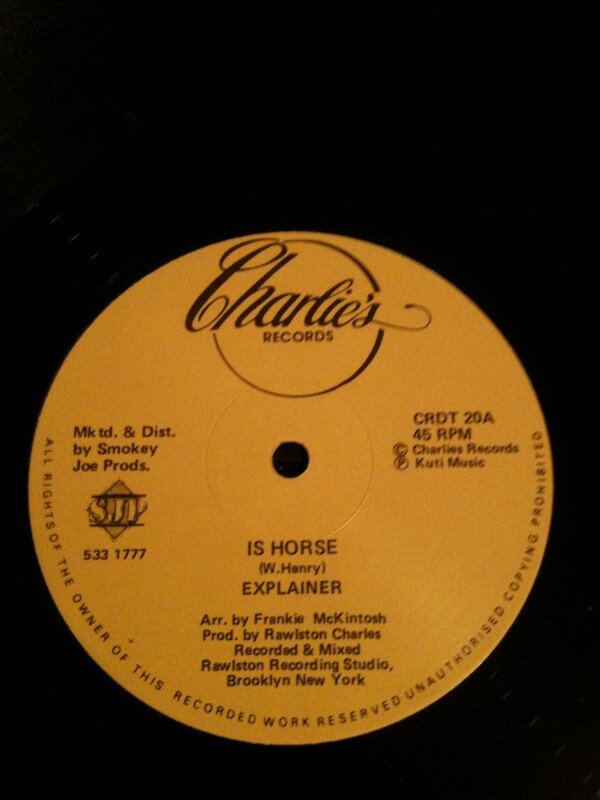 Charlie's
RECORDS
Mktd. & Dist.
by Smokey
Joe Prods.
SJP
533 1777
CRDT 20A
45 RPM
© Charlies Records
℗ Kuti Music
IS HORSE
(W. Henry)
EXPLAINER
Arr. by Frankie McKintosh
Prod. by Rawlston Charles
Recorded & Mixed
Rawlston Recording Studio,
Brooklyn New York
ALL RIGHTS OF THE OWNER OF THIS RECORDED WORK RESERVED UNAUTHORISED COPYING PROHIBITED